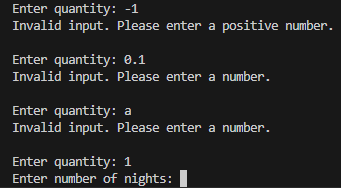 Enter quantity: -1
Invalid input. Please enter a positive number.
Enter quantity: 0.1
Invalid input. Please enter a number.
Enter quantity: a
Invalid input. Please enter a number.
Enter quantity: 1
Enter number of nights: